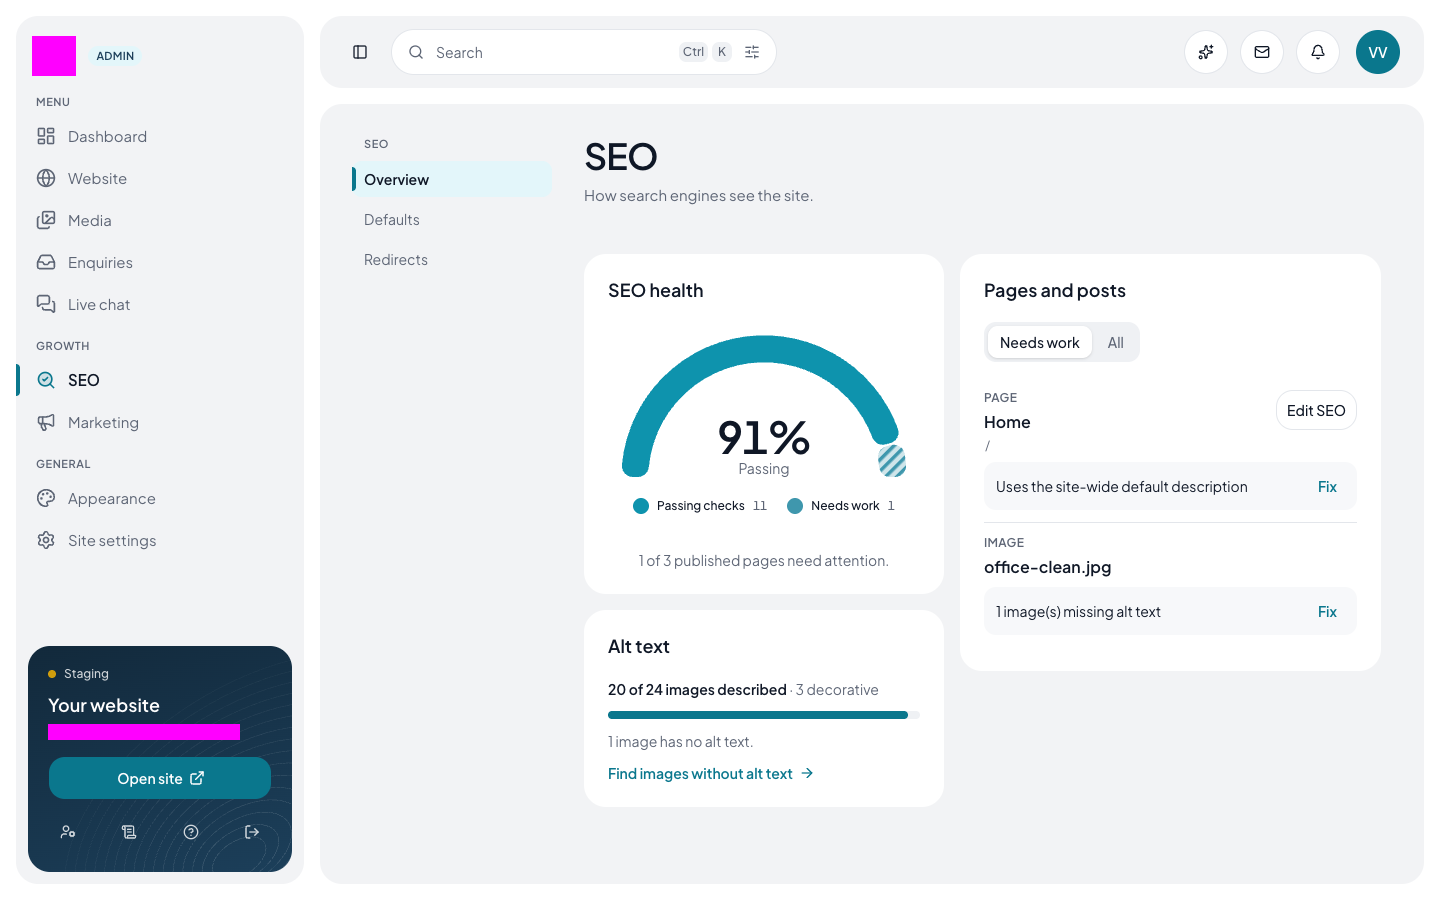 ADMIN
MENU
Dashboard
Website
Media
Enquiries
Live chat
GROWTH
SEO
Marketing
GENERAL
Appearance
Site settings
Staging
Your website
Open site
Search
Ctrl K
VV
SEO
Overview
Defaults
Redirects
SEO
How search engines see the site.
SEO health
91%
Passing
Passing checks 11
Needs work 1
1 of 3 published pages need attention.
Alt text
20 of 24 images described · 3 decorative
1 image has no alt text.
Find images without alt text
Pages and posts
Needs work
All
PAGE
Home
/
Edit SEO
Uses the site-wide default description
Fix
IMAGE
office-clean.jpg
1 image(s) missing alt text
Fix